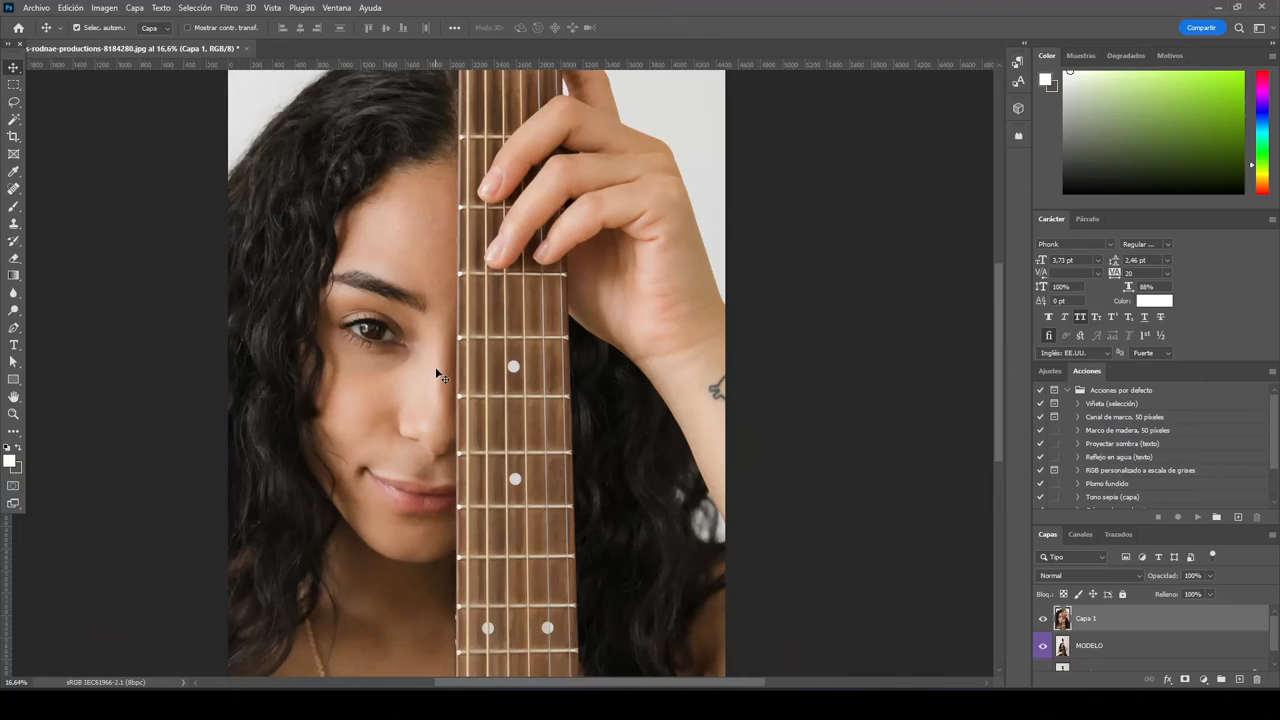 Ps Archivo Edición Imagen Capa Texto Selección Filtro 3D Vista Plugins Ventana Ayuda
Selec. autom.: Capa Mostrar contr. transf. Modo 3D: Compartir
s-rodnae-productions-8184280.jpg al 16,6% (Capa 1, RGB/8) *
Color Muestras Degradados Motivos
Carácter Párrafo
Phonk Regular ...
3,73 pt 2,46 pt
20
100% 88%
0 pt Color:
Inglés: EE.UU. Fuerte
Ajustes Acciones
Acciones por defecto
Viñeta (selección)
Canal de marco, 50 píxeles
Marco de madera, 50 píxeles
Proyectar sombra (texto)
Reflejo en agua (texto)
RGB personalizado a escala de grises
Plomo fundido
Tono sepia (capa)
Capas Canales Trazados
Tipo
Normal Opacidad: 100%
Bloq.: Relleno: 100%
Capa 1
MODELO
16,64% sRGB IEC61966-2.1 (8bpc)